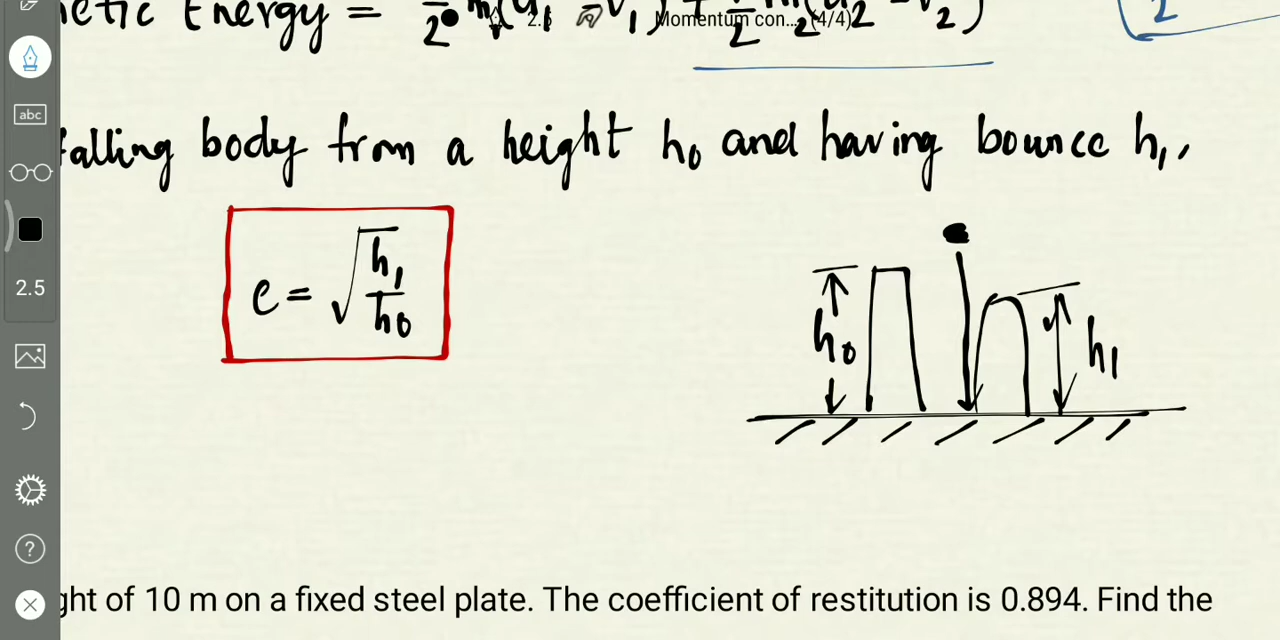 Energy =
2.5
Momentum con... (4/4)
abc
falling body from a height h0 and having bounce h1,
e = √h1/h0
h0
h1
2.5
?
ght of 10 m on a fixed steel plate. The coefficient of restitution is 0.894. Find the